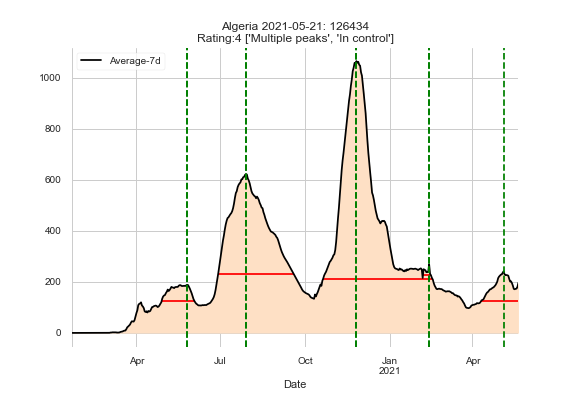 Algeria 2021-05-21: 126434
Rating:4 ['Multiple peaks', 'In control']
Average-7d
1000
800
600
400
200
0
Apr
Jul
Oct
Jan
2021
Apr
Date